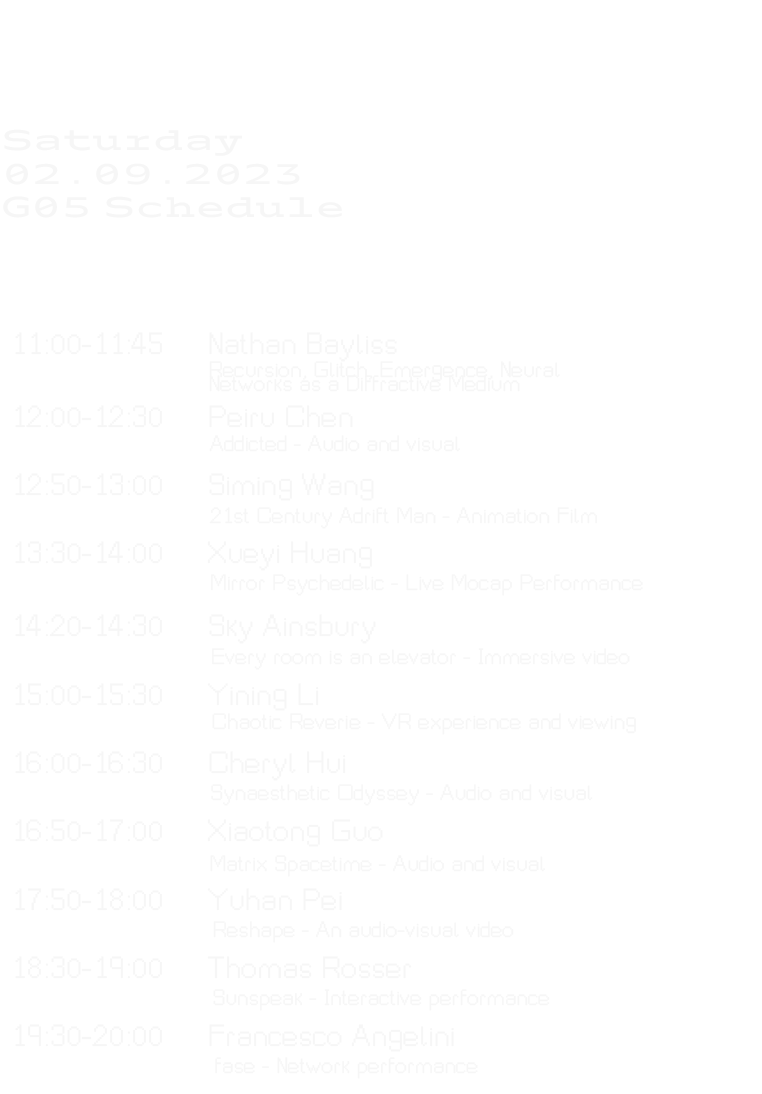 Saturday
02.09.2023
G05 Schedule
11:00-11:45 Nathan Bayliss
Recursion, Glitch, Emergence, Neural
Networks as a Diffractive Medium
12:00-12:30 Peiru Chen
Addicted - Audio and visual
12:50-13:00 Siming Wang
21st Century Adrift Man - Animation Film
13:30-14:00 Xueyi Huang
Mirror Psychedelic - Live Mocap Performance
14:20-14:30 Sky Ainsbury
Every room is an elevator - Immersive video
15:00-15:30 Yining Li
Chaotic Reverie - VR experience and viewing
16:00-16:30 Cheryl Hui
Synaesthetic Odyssey - Audio and visual
16:50-17:00 Xiaotong Guo
Matrix Spacetime - Audio and visual
17:50-18:00 Yuhan Pei
Reshape - An audio-visual video
18:30-19:00 Thomas Rosser
Sunspeak - Interactive performance
19:30-20:00 Francesco Angelini
Fase - Network performance